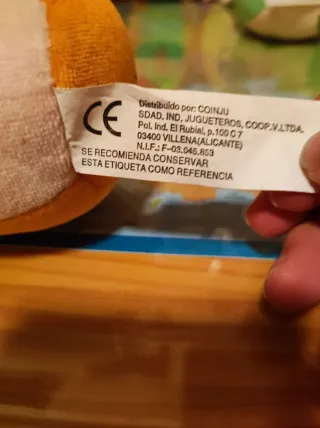 CE
Distribuido por: COINJU
SDAD. IND, JUGUETEROS, COOP.V.LTDA.
Pol. Ind. El Rubial, p.100 C 7
03400 VILLENA(ALICANTE)
N.I.F.: F-03.045.853
SE RECOMIENDA CONSERVAR
ESTA ETIQUETA COMO REFERENCIA